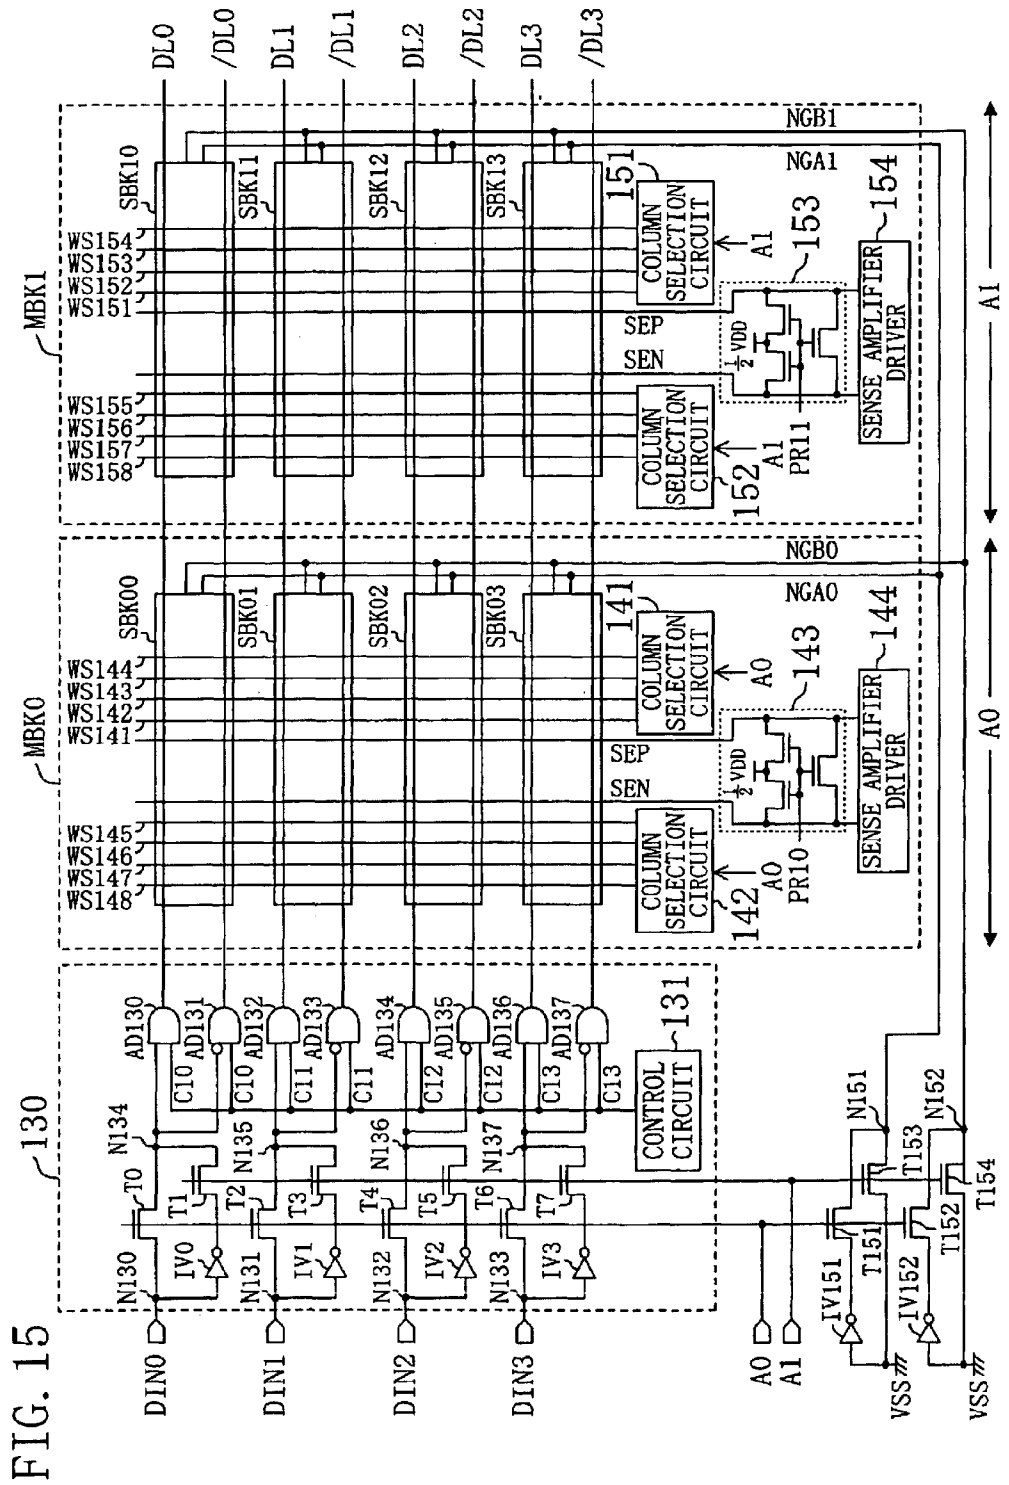 FIG. 15
130
MBK0
MBK1
DIN0
DIN1
DIN2
DIN3
N130
N131
N132
N133
T0
T1
T2
T3
T4
T5
T6
T7
IV0
IV1
IV2
IV3
N134
N135
N136
N137
AD130
AD131
AD132
AD133
AD134
AD135
AD136
AD137
C10
C10
C11
C11
C12
C12
C13
C13
CONTROL
CIRCUIT
131
WS148
WS147
WS146
WS145
WS141
WS142
WS143
WS144
SBK00
SBK01
SBK02
SBK03
COLUMN
SELECTION
CIRCUIT
142
A0
SEN
SEP
COLUMN
SELECTION
CIRCUIT
141
A0
PR10
1/2 VDD
143
SENSE AMPLIFIER
DRIVER
144
NGA0
NGB0
WS158
WS157
WS156
WS155
WS151
WS152
WS153
WS154
SBK10
SBK11
SBK12
SBK13
COLUMN
SELECTION
CIRCUIT
152
A1
SEN
SEP
COLUMN
SELECTION
CIRCUIT
151
A1
PR11
1/2 VDD
153
SENSE AMPLIFIER
DRIVER
154
NGA1
NGB1
DL0
/DL0
DL1
/DL1
DL2
/DL2
DL3
/DL3
A0
A1
IV151
IV152
T151
T153
T152
T154
N151
N152
VSS
VSS
A0
A1